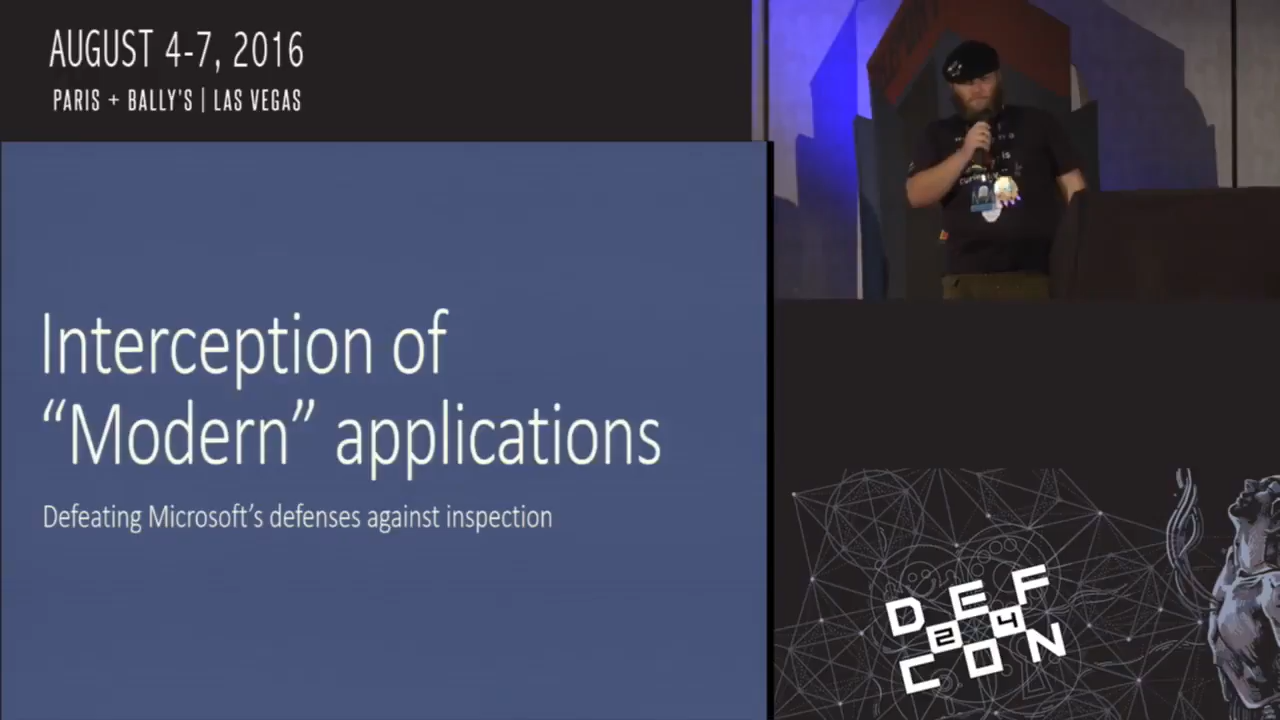 AUGUST 4-7, 2016
PARIS + BALLY'S | LAS VEGAS
Interception of
“Modern” applications
Defeating Microsoft’s defenses against inspection
DEF
24
CON